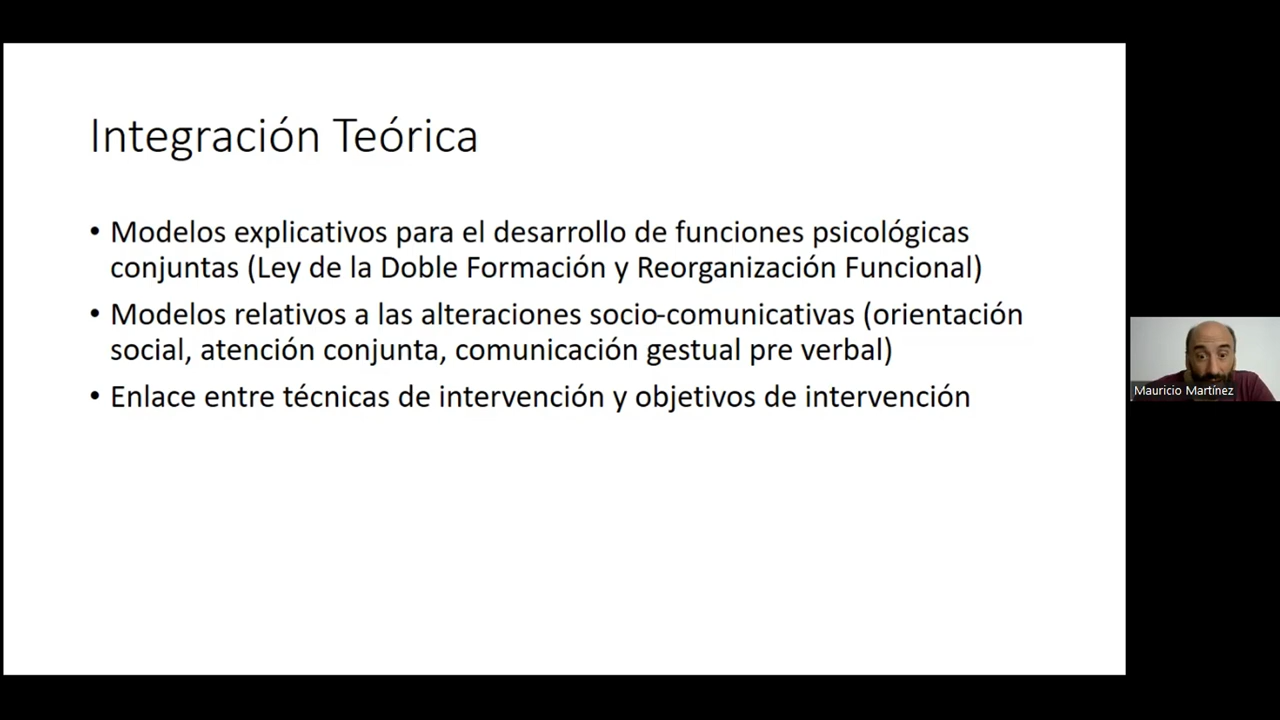 Integración Teórica
• Modelos explicativos para el desarrollo de funciones psicológicas
conjuntas (Ley de la Doble Formación y Reorganización Funcional)
• Modelos relativos a las alteraciones socio-comunicativas (orientación
social, atención conjunta, comunicación gestual pre verbal)
• Enlace entre técnicas de intervención y objetivos de intervención
Mauricio Martínez